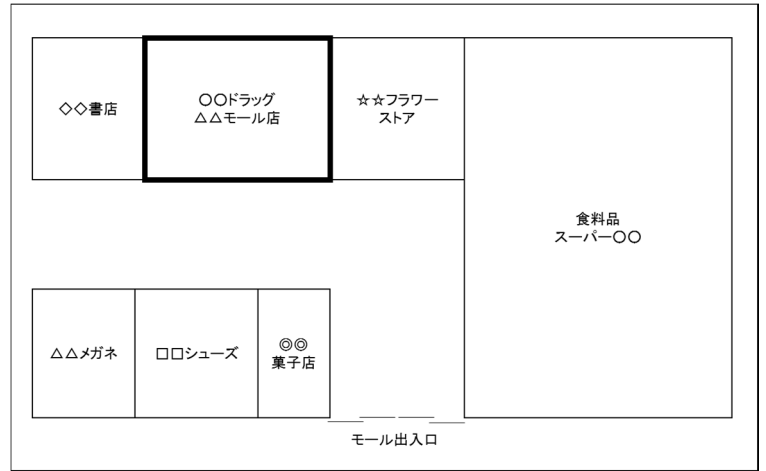 ◇◇書店
〇〇ドラッグ
△△モール店
☆☆フラワー
ストア
食料品
スーパー〇〇
△△メガネ
□□シューズ
◎◎
菓子店
モール出入口